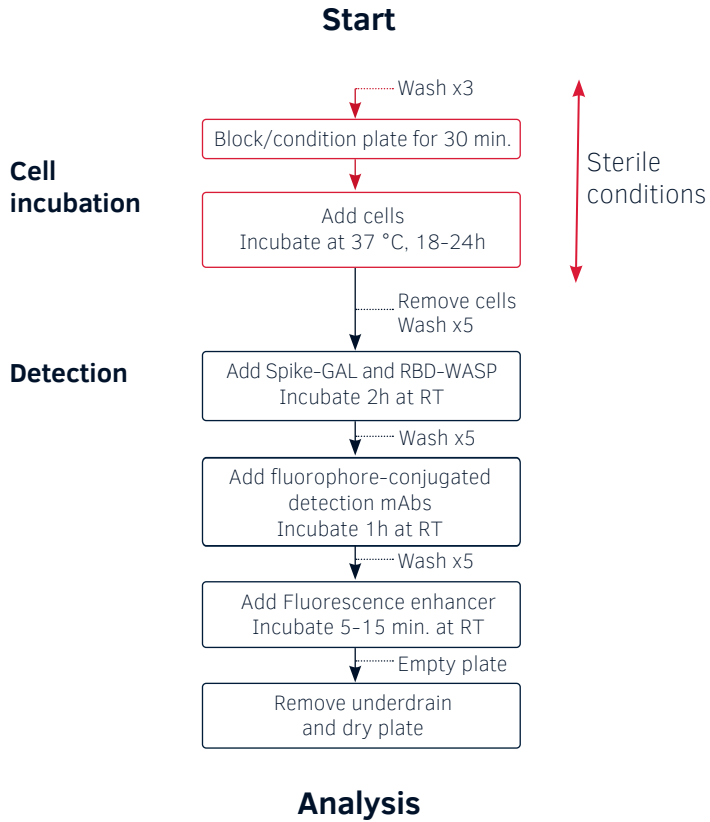 Start
Wash x3
Block/condition plate for 30 min.
Cell
incubation
Sterile
conditions
Add cells
Incubate at 37 °C, 18-24h
Remove cells
Wash x5
Detection
Add Spike-GAL and RBD-WASP
Incubate 2h at RT
Wash x5
Add fluorophore-conjugated
detection mAbs
Incubate 1h at RT
Wash x5
Add Fluorescence enhancer
Incubate 5-15 min. at RT
Empty plate
Remove underdrain
and dry plate
Analysis